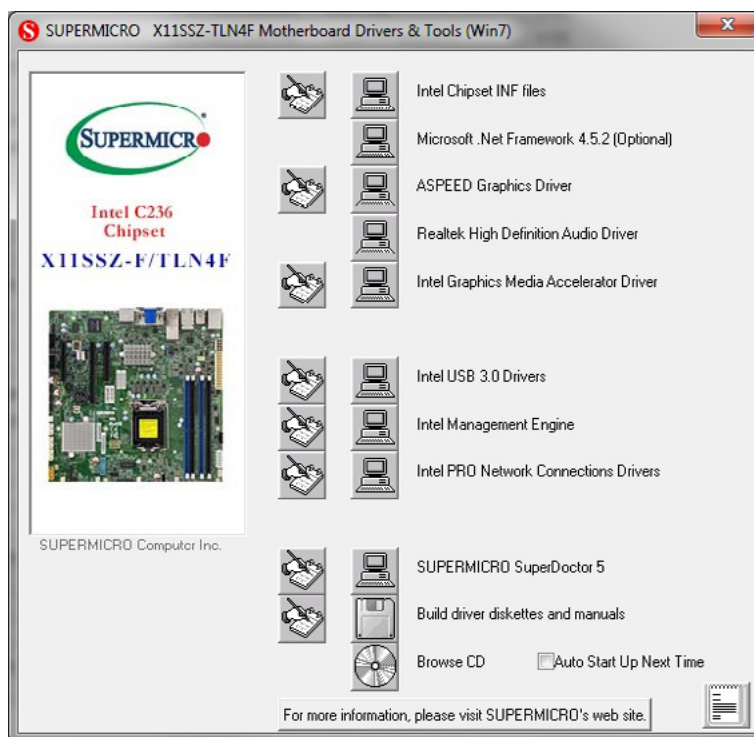 SUPERMICRO X11SSZ-TLN4F Motherboard Drivers & Tools (Win7)
SUPERMICRO
Intel C236
Chipset
X11SSZ-F/TLN4F
SUPERMICRO Computer Inc.
Intel Chipset INF files
Microsoft .Net Framework 4.5.2 (Optional)
ASPEED Graphics Driver
Realtek High Definition Audio Driver
Intel Graphics Media Accelerator Driver
Intel USB 3.0 Drivers
Intel Management Engine
Intel PRO Network Connections Drivers
SUPERMICRO SuperDoctor 5
Build driver diskettes and manuals
Browse CD
Auto Start Up Next Time
For more information, please visit SUPERMICRO's web site.